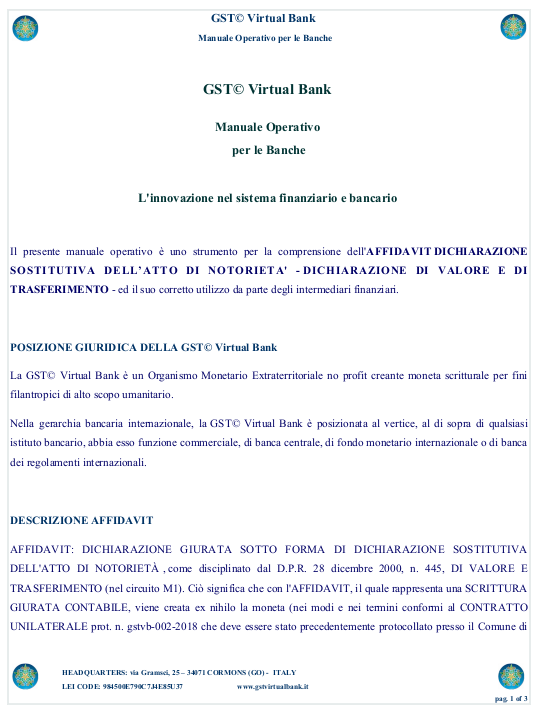 GST© Virtual Bank
Manuale Operativo per le Banche
GST© Virtual Bank
Manuale Operativo
per le Banche
L'innovazione nel sistema finanziario e bancario
Il presente manuale operativo è uno strumento per la comprensione dell'AFFIDAVIT DICHIARAZIONE
SOSTITUTIVA DELL'ATTO DI NOTORIETA' - DICHIARAZIONE DI VALORE E DI
TRASFERIMENTO - ed il suo corretto utilizzo da parte degli intermediari finanziari.
POSIZIONE GIURIDICA DELLA GST© Virtual Bank
La GST© Virtual Bank è un Organismo Monetario Extraterritoriale no profit creante moneta scritturale per fini
filantropici di alto scopo umanitario.
Nella gerarchia bancaria internazionale, la GST© Virtual Bank è posizionata al vertice, al di sopra di qualsiasi
istituto bancario, abbia esso funzione commerciale, di banca centrale, di fondo monetario internazionale o di banca
dei regolamenti internazionali.
DESCRIZIONE AFFIDAVIT
AFFIDAVIT: DICHIARAZIONE GIURATA SOTTO FORMA DI DICHIARAZIONE SOSTITUTIVA
DELL'ATTO DI NOTORIETÀ , come disciplinato dal D.P.R. 28 dicembre 2000, n. 445, DI VALORE E
TRASFERIMENTO (nel circuito M1). Ciò significa che con l'AFFIDAVIT, il quale rappresenta una SCRITTURA
GIURATA CONTABILE, viene creata ex nihilo la moneta (nei modi e nei termini conformi al CONTRATTO
UNILATERALE prot. n. gstvb-002-2018 che deve essere stato precedentemente protocollato presso il Comune di
HEADQUARTERS: via Gramsci, 25 – 34071 CORMONS (GO) - ITALY
LEI CODE: 984500E790C7J4E85U37 www.gstvirtualbank.it
pag. 1 of 3